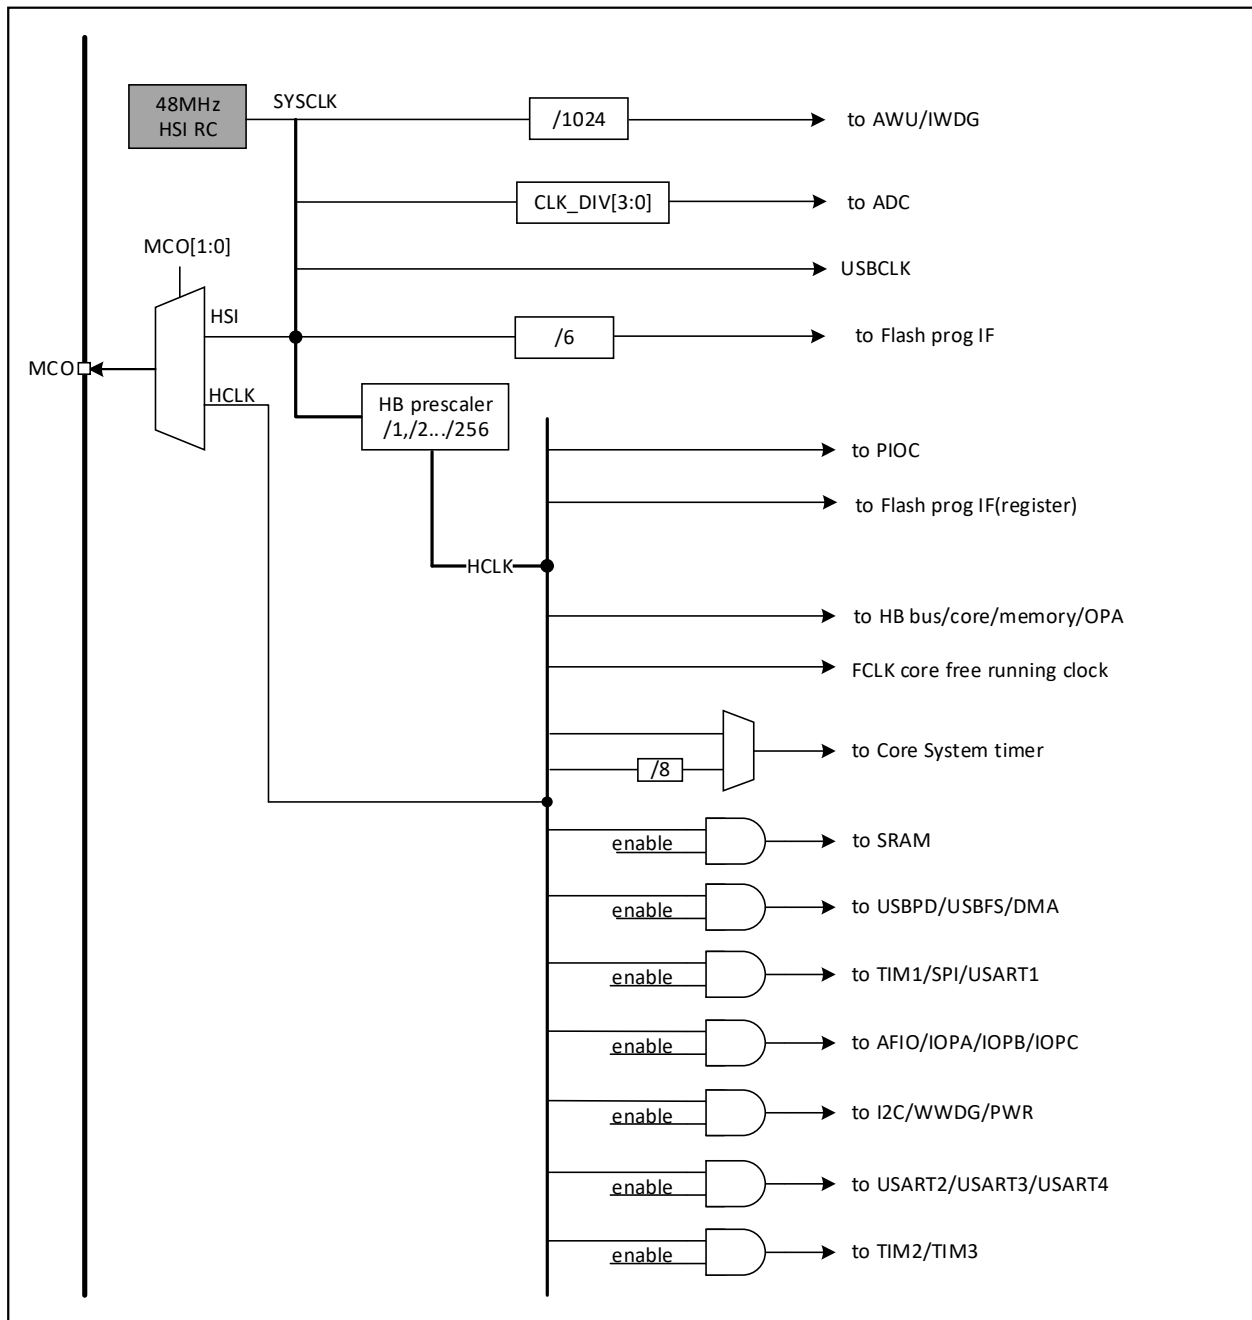 48MHz
HSI RC
SYSCLK
/1024
to AWU/IWDG
CLK_DIV[3:0]
to ADC
MCO[1:0]
USBCLK
HSI
/6
to Flash prog IF
MCO
HCLK
HB prescaler
/1,/2.../256
to PIOC
to Flash prog IF(register)
HCLK
to HB bus/core/memory/OPA
FCLK core free running clock
to Core System timer
/8
enable
to SRAM
enable
to USBPD/USBFS/DMA
enable
to TIM1/SPI/USART1
enable
to AFIO/IOPA/IOPB/IOPC
enable
to I2C/WWDG/PWR
enable
to USART2/USART3/USART4
enable
to TIM2/TIM3